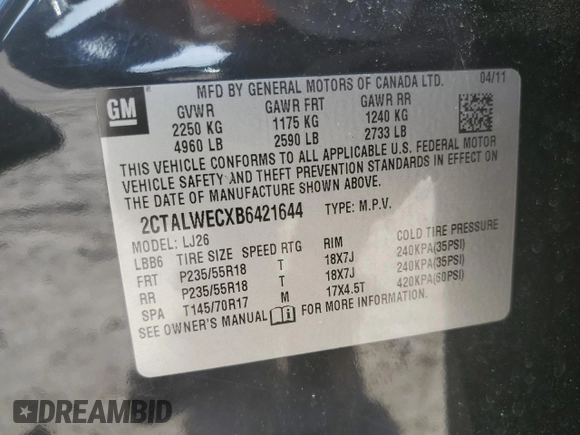 MFD BY GENERAL MOTORS OF CANADA LTD. 04/11
GM
GVWR GAWR FRT GAWR RR
2250 KG 1175 KG 1240 KG
4960 LB 2590 LB 2733 LB
THIS VEHICLE CONFORMS TO ALL APPLICABLE U.S. FEDERAL MOTOR
VEHICLE SAFETY AND THEFT PREVENTION STANDARDS IN EFFECT ON
THE DATE OF MANUFACTURE SHOWN ABOVE.
2CTALWECXB6421644 TYPE: M.P.V.
MODEL: LJ26
LBB6 TIRE SIZE SPEED RTG RIM COLD TIRE PRESSURE
FRT P235/55R18 T 18X7J 240KPA(35PSI)
RR P235/55R18 T 18X7J 240KPA(35PSI)
SPA T145/70R17 M 17X4.5T 420KPA(60PSI)
SEE OWNER'S MANUAL FOR MORE INFORMATION.
DREAMBID